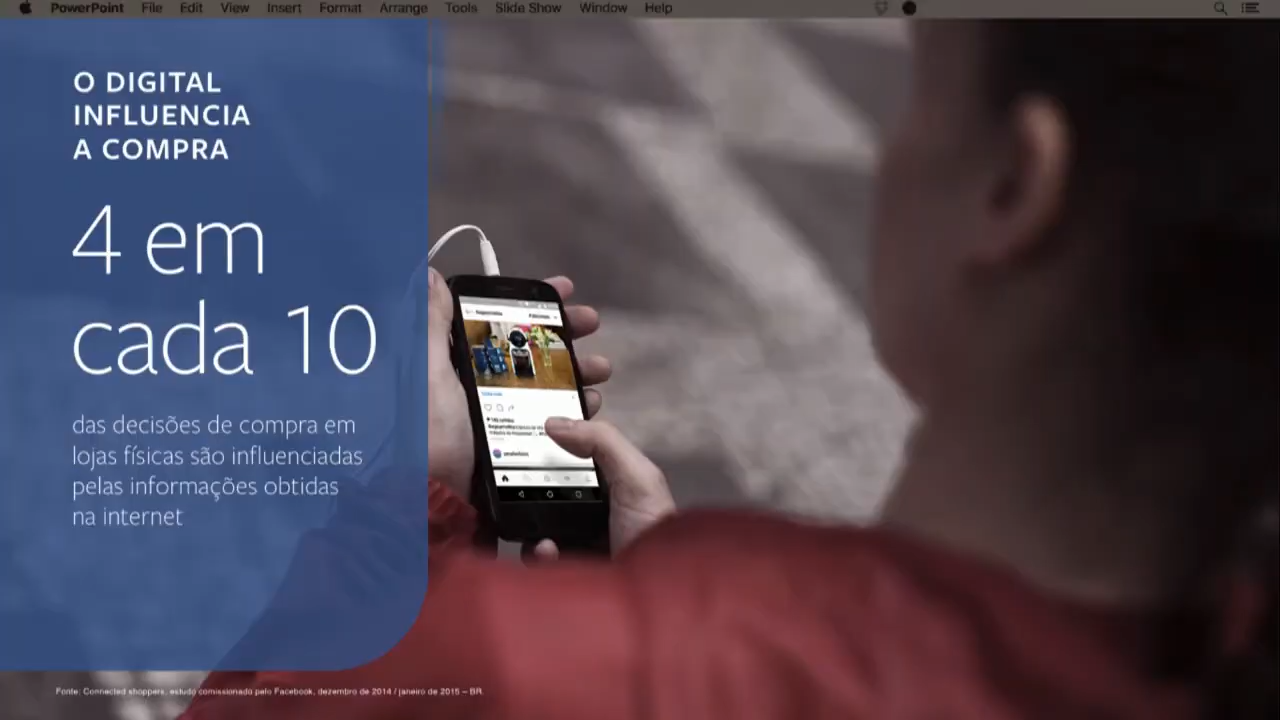 PowerPoint File Edit View Insert Format Arrange Tools Slide Show Window Help
O DIGITAL
INFLUENCIA
A COMPRA
4 em
cada 10
das decisões de compra em
lojas físicas são influenciadas
pelas informações obtidas
na internet
Fonte: Connected shoppers, estudo comissionado pelo Facebook, dezembro de 2014 / janeiro de 2015 – BR.